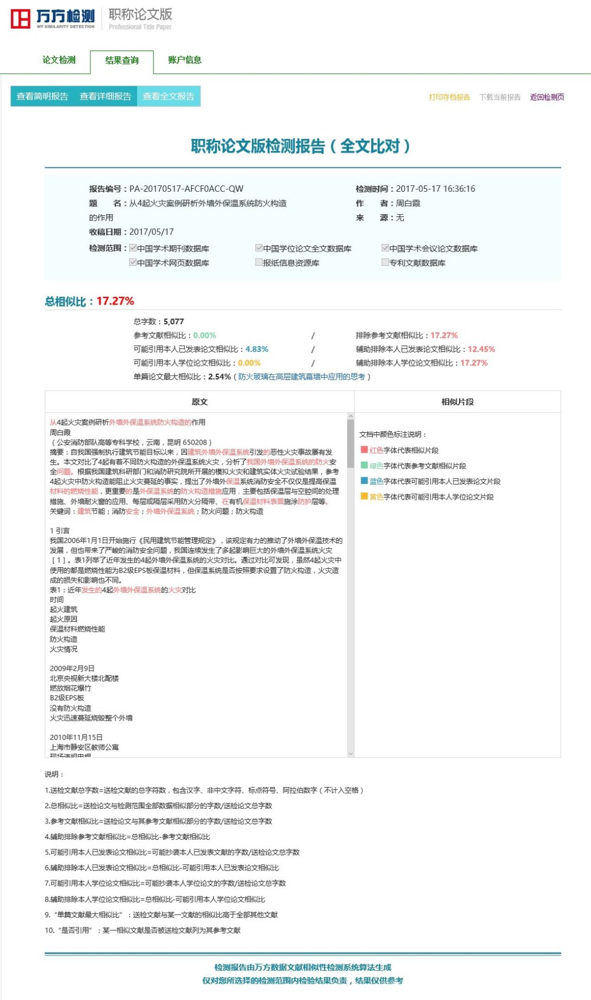 万方检测
WF SIMILARITY DETECTION
职称论文版
Professional Title Paper
论文检测
结果查询
账户信息
查看简明报告
查看详细报告
查看全文报告
打印存档报告
下载当前报告
返回检测页
职称论文版检测报告（全文比对）
报告编号：PA-20170517-AFCF0ACC-QW
检测时间：2017-05-17 16:36:16
题 名：从4起火灾案例研析外墙外保温系统防火构造
的作用
作 者：周白霞
来 源：无
收稿日期：2017/05/17
检测范围：中国学术期刊数据库 中国学位论文全文数据库 中国学术会议论文数据库
中国学术网页数据库 报纸信息资源库 专利文献数据库
总相似比：17.27%
总字数：5,077
参考文献相似比：0.00% / 排除参考文献相似比：17.27%
可能引用本人已发表论文相似比：4.83% / 辅助排除本人已发表论文相似比：12.45%
可能引用本人学位论文相似比：0.00% / 辅助排除本人学位论文相似比：17.27%
单篇论文最大相似比：2.54%（防火玻璃在高层建筑幕墙中应用的思考）
原文
从4起火灾案例研析外墙外保温系统防火构造的作用
周白霞
（公安消防部队高等专科学校，云南，昆明 650208）
摘要：自我国强制执行建筑节能目标以来，因建筑外墙外保温系统引发的恶性火灾事故屡有发
生。本文对比了4起有着不同防火构造的外保温系统火灾，分析了我国外墙外保温系统的防火安
全问题。根据我国建筑科研部门和消防研究院所开展的模拟火灾和建筑实体火灾试验结果，参考
4起火灾中防火构造能阻止火灾蔓延的事实，提出了外墙外保温系统消防安全不仅仅是提高保温
材料的燃烧性能，更重要的是外保温系统的防火构造措施应用，主要包括保温层与空腔间的处理
措施、外墙耐火窗的应用、每层或隔层采用防火分隔带、在有机保温材料表面施涂防护层等。
关键词：建筑节能；消防安全；外墙外保温系统；防火问题；防火构造
1 引言
我国2006年1月1日开始施行《民用建筑节能管理规定》，该规定有力的推动了外墙外保温技术的
发展，但也带来了严峻的消防安全问题，我国连续发生了多起影响巨大的外墙外保温系统火灾
［1］。表1列举了近年发生的4起外墙外保温系统的火灾对比。通过对比可发现，虽然4起火灾中
使用的都是燃烧性能为B2级EPS板保温材料，但保温系统是否按照要求设置了防火构造，火灾造
成的损失和影响也不同。
表1：近年发生的4起外墙外保温系统的火灾对比
时间
起火建筑
起火原因
保温材料燃烧性能
防火构造
火灾情况
2009年2月9日
北京央视新大楼北配楼
燃放烟花爆竹
B2级EPS板
没有防火构造
火灾迅速蔓延烧毁整个外墙
2010年11月15日
上海市静安区教师公寓
现场违规电焊
相似片段
文档中颜色标注说明：
红色字体代表相似片段
绿色字体代表参考文献相似片段
蓝色字体代表可能引用本人已发表论文片段
黄色字体代表可能引用本人学位论文片段
说明：
1.送检文献总字数=送检文献的总字符数，包含汉字、非中文字符、标点符号、阿拉伯数字（不计入空格）
2.总相似比=送检论文与检测范围全部数据相似部分的字数/送检论文总字数
3.参考文献相似比=送检论文与其参考文献相似部分的字数/送检论文总字数
4.辅助排除参考文献相似比=总相似比-参考文献相似比
5.可能引用本人已发表论文相似比=可能抄袭本人已发表文献的字数/送检论文总字数
6.辅助排除本人已发表论文相似比=总相似比-可能引用本人已发表论文相似比
7.可能引用本人学位论文相似比=可能抄袭本人学位论文的字数/送检论文总字数
8.辅助排除本人学位论文相似比=总相似比-可能引用本人学位论文相似比
9.“单篇文献最大相似比”：送检文献与某一文献的相似比高于全部其他文献
10.“是否引用”：某一相似文献是否被送检文献列为其参考文献
检测报告由万方数据文献相似性检测系统算法生成
仅对您所选择的检测范围内检验结果负责，结果仅供参考